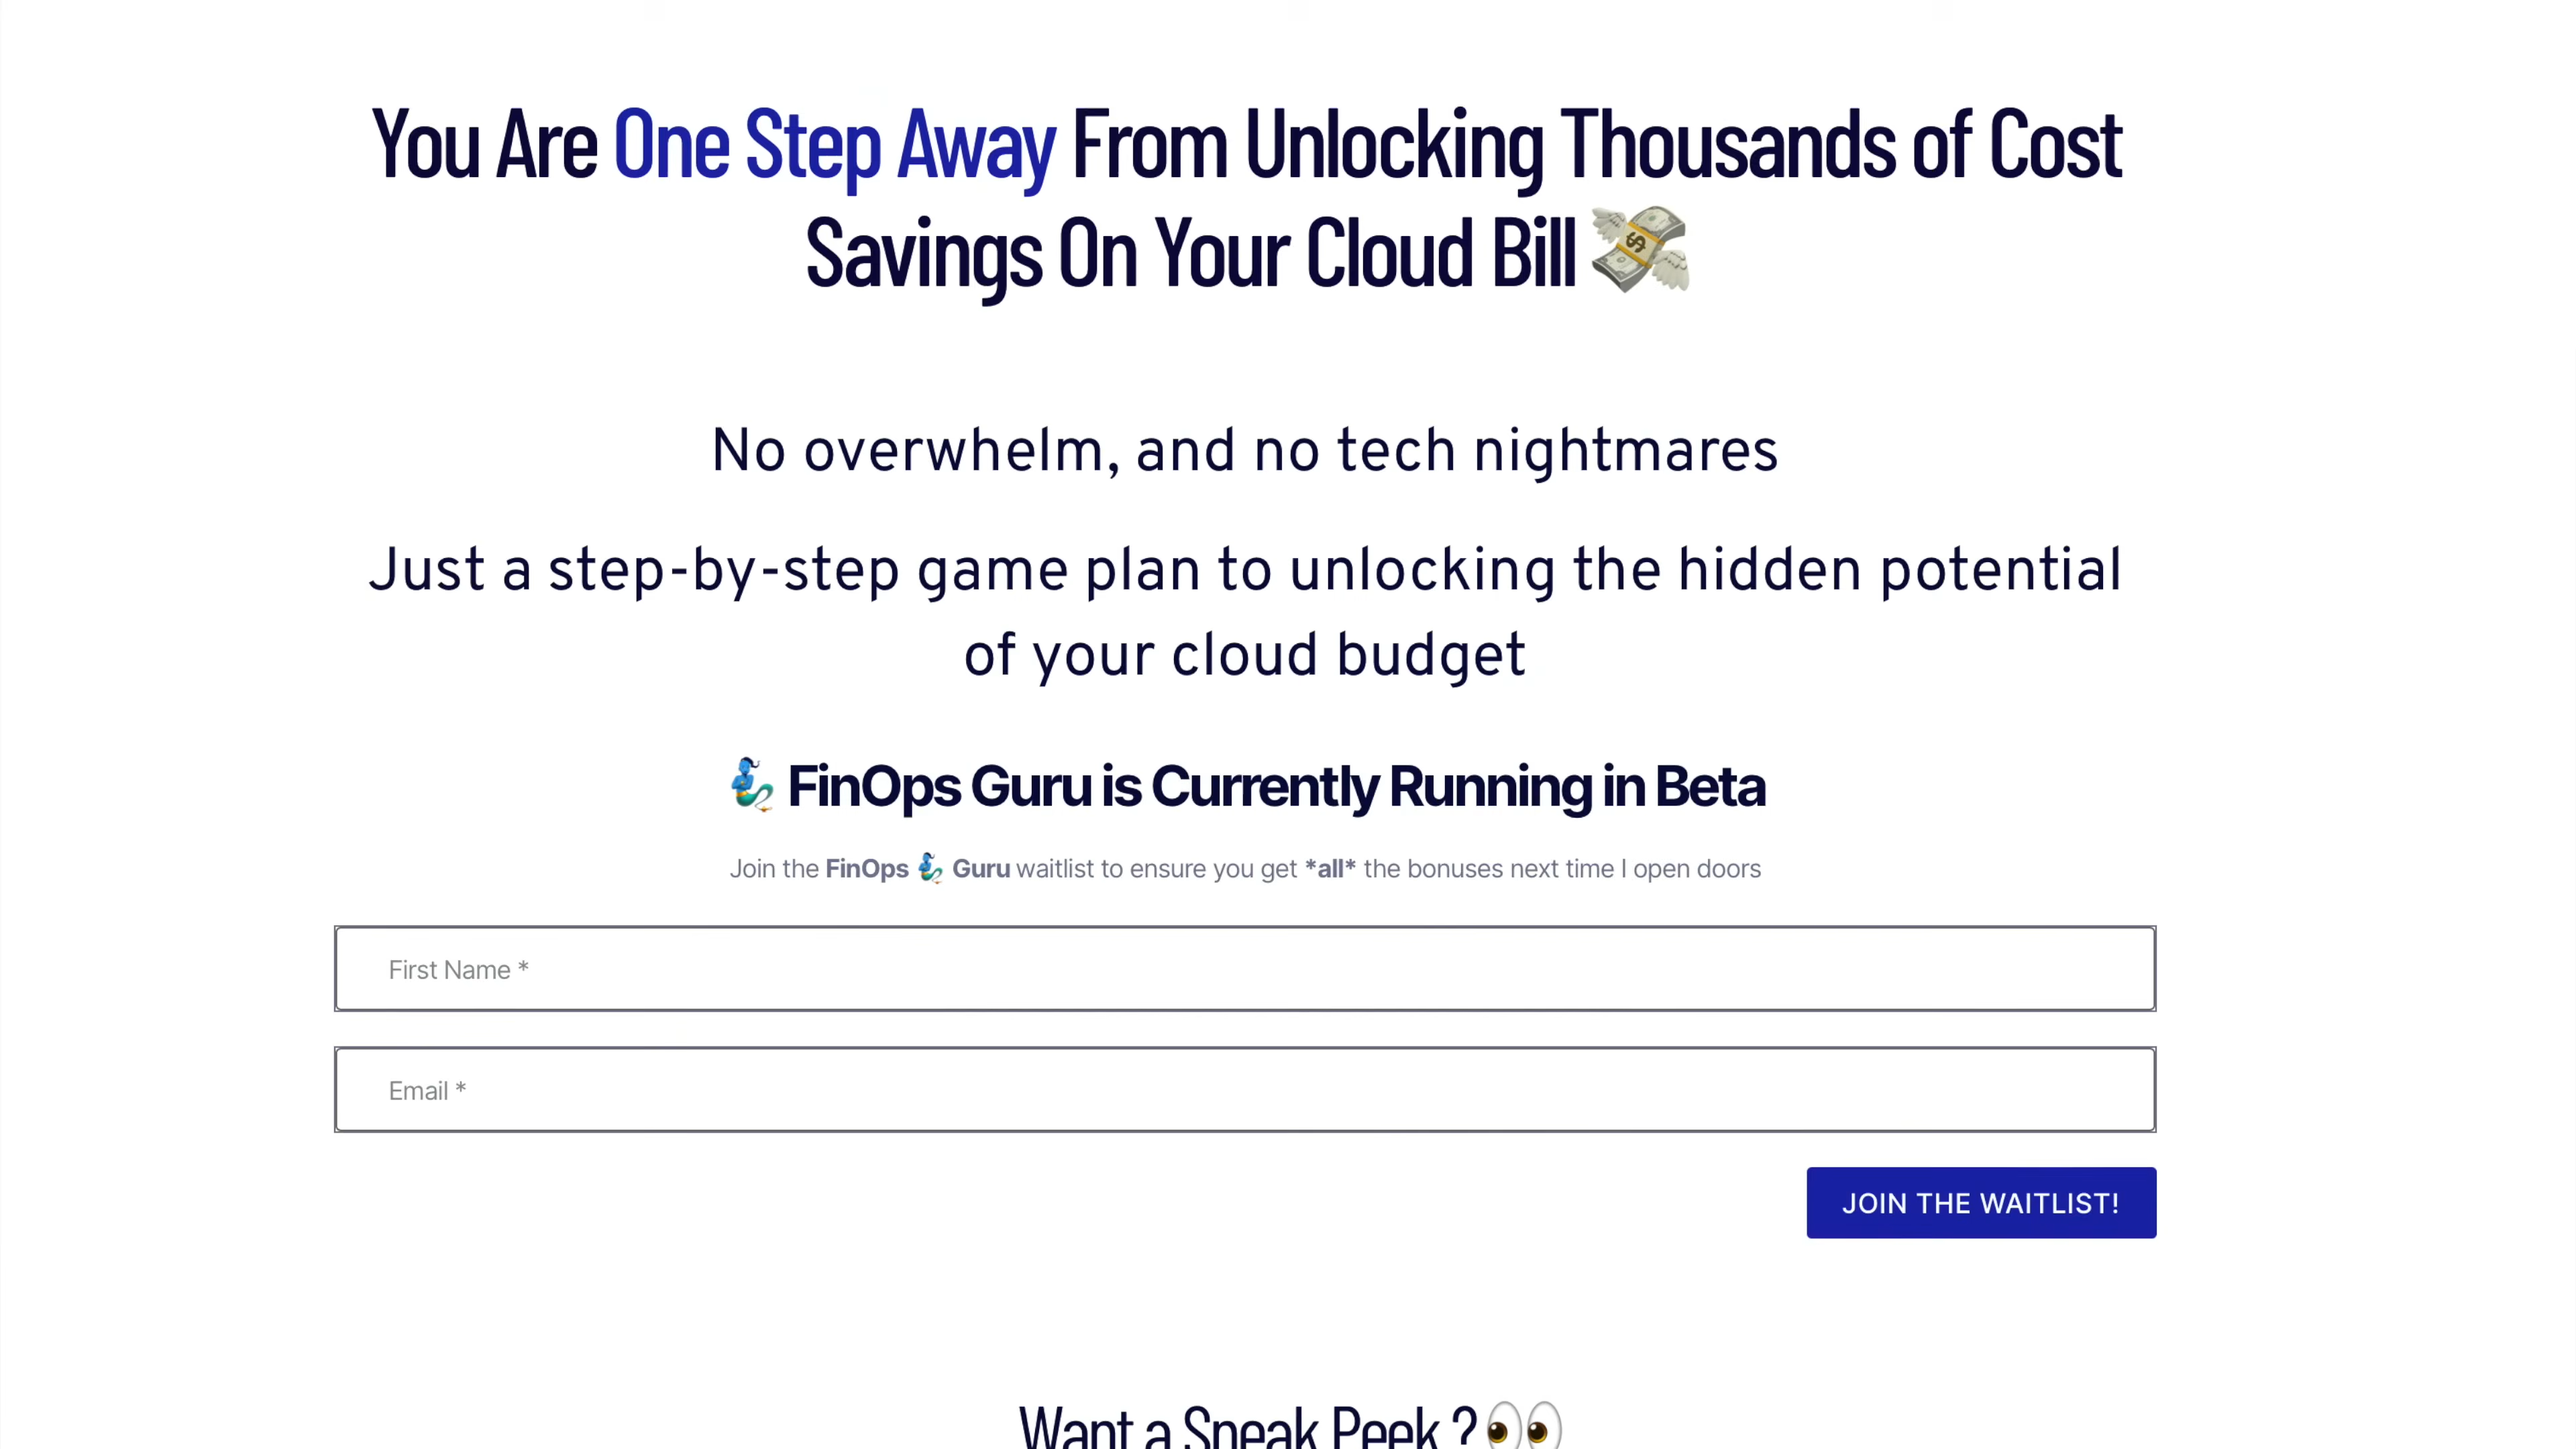 You Are One Step Away From Unlocking Thousands of Cost
Savings On Your Cloud Bill 💸
No overwhelm, and no tech nightmares
Just a step-by-step game plan to unlocking the hidden potential
of your cloud budget
🧞‍♂️ FinOps Guru is Currently Running in Beta
Join the FinOps 🧞‍♂️ Guru waitlist to ensure you get *all* the bonuses next time I open doors
First Name *
Email *
JOIN THE WAITLIST!
Want a Sneak Peek ? 👀